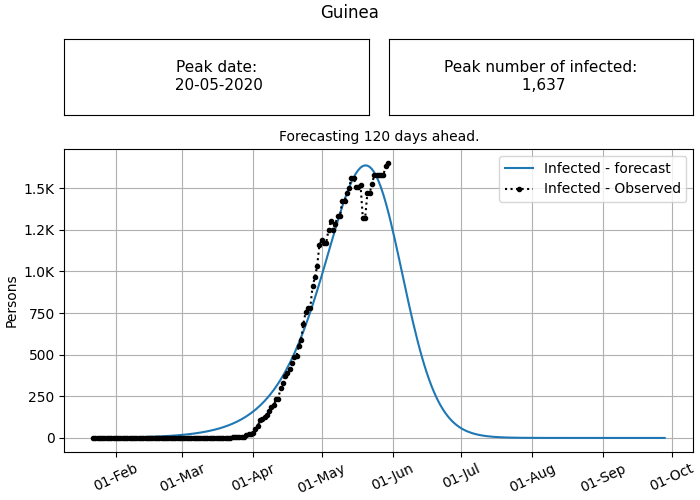 Guinea
Peak date:
20-05-2020
Peak number of infected:
1,637
Forecasting 120 days ahead.
Infected - forecast
Infected - Observed
1.5K
1.2K
1.0K
750
500
250
0
Persons
01-Feb
01-Mar
01-Apr
01-May
01-Jun
01-Jul
01-Aug
01-Sep
01-Oct